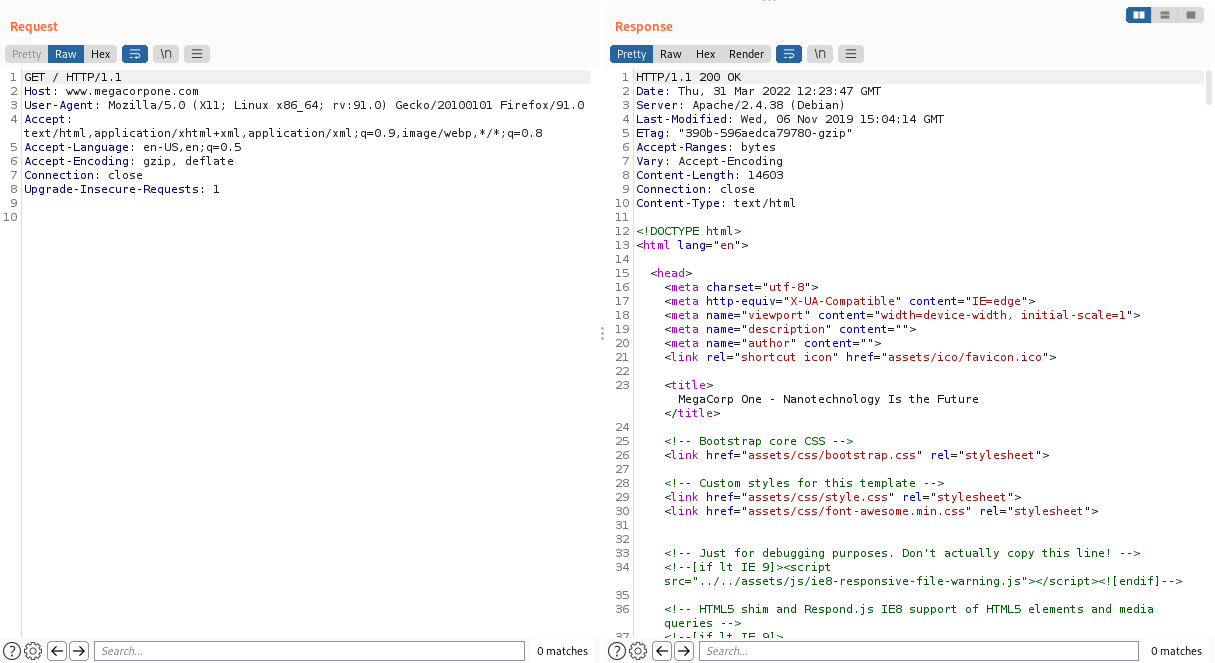 Request
Pretty Raw Hex \n
1 GET / HTTP/1.1
2 Host: www.megacorpone.com
3 User-Agent: Mozilla/5.0 (X11; Linux x86_64; rv:91.0) Gecko/20100101 Firefox/91.0
4 Accept:
text/html,application/xhtml+xml,application/xml;q=0.9,image/webp,*/*;q=0.8
5 Accept-Language: en-US,en;q=0.5
6 Accept-Encoding: gzip, deflate
7 Connection: close
8 Upgrade-Insecure-Requests: 1
9
10
Search...
0 matches
Response
Pretty Raw Hex Render \n
1 HTTP/1.1 200 OK
2 Date: Thu, 31 Mar 2022 12:23:47 GMT
3 Server: Apache/2.4.38 (Debian)
4 Last-Modified: Wed, 06 Nov 2019 15:04:14 GMT
5 ETag: "390b-596aedca79780-gzip"
6 Accept-Ranges: bytes
7 Vary: Accept-Encoding
8 Content-Length: 14603
9 Connection: close
10 Content-Type: text/html
11
12 <!DOCTYPE html>
13 <html lang="en">
14
15 <head>
16 <meta charset="utf-8">
17 <meta http-equiv="X-UA-Compatible" content="IE=edge">
18 <meta name="viewport" content="width=device-width, initial-scale=1">
19 <meta name="description" content="">
20 <meta name="author" content="">
21 <link rel="shortcut icon" href="assets/ico/favicon.ico">
22
23 <title>
MegaCorp One - Nanotechnology Is the Future
</title>
24
25 <!-- Bootstrap core CSS -->
26 <link href="assets/css/bootstrap.css" rel="stylesheet">
27
28 <!-- Custom styles for this template -->
29 <link href="assets/css/style.css" rel="stylesheet">
30 <link href="assets/css/font-awesome.min.css" rel="stylesheet">
31
32
33 <!-- Just for debugging purposes. Don't actually copy this line! -->
34 <!--[if lt IE 9]><script
src="../../assets/js/ie8-responsive-file-warning.js"></script><![endif]-->
35
36 <!-- HTML5 shim and Respond.js IE8 support of HTML5 elements and media
queries -->
37 <!--[if lt IE 9]>
Search...
0 matches